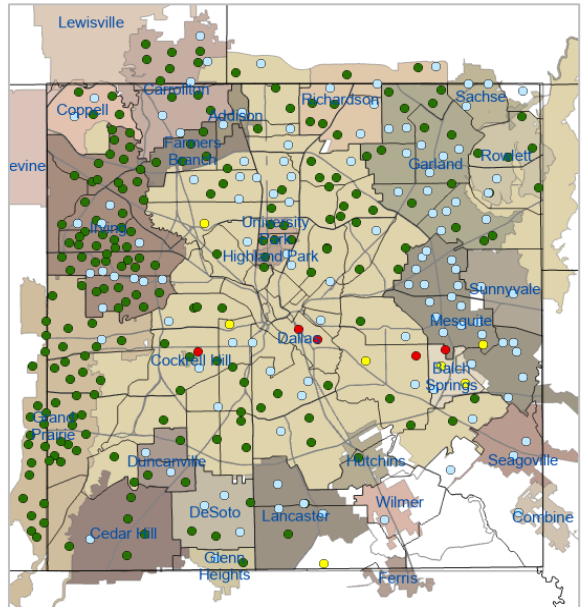 Lewisville
Carrollton
Coppell
Richardson
Sachse
Addison
Farmers
Branch
evine
Garland
Rowlett
Irving
University
Park
Highland Park
Sunnyvale
Mesquite
Dallas
Cockrell Hill
Balch
Springs
Grand
Prairie
Duncanville
Hutchins
Seagoville
DeSoto
Lancaster
Wilmer
Combine
Cedar Hill
Glenn
Heights
Ferris